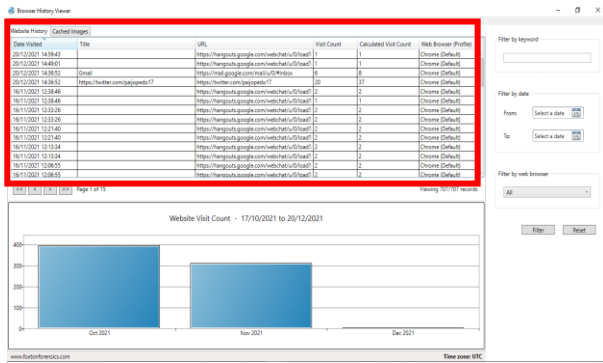 Browser History Viewer
Website History Cached Images
Date Visited Title URL Visit Count Calculated Visit Count Web Browser (Profile)
20/12/2021 14:59:43 https://hangouts.google.com/webchat/u/0/load? 1 1 Chrome (Default)
20/12/2021 14:49:01 https://hangouts.google.com/webchat/u/0/load? 1 1 Chrome (Default)
20/12/2021 14:36:52 Gmail https://mail.google.com/mail/u/0/#inbox 6 6 Chrome (Default)
20/12/2021 14:36:52 https://twitter.com/paijopedo17 https://twitter.com/paijopedo17 20 37 Chrome (Default)
16/11/2021 12:38:46 https://hangouts.google.com/webchat/u/0/load? 2 2 Chrome (Default)
16/11/2021 12:38:46 https://hangouts.google.com/webchat/u/0/load? 1 1 Chrome (Default)
16/11/2021 12:33:26 https://hangouts.google.com/webchat/u/0/load? 2 2 Chrome (Default)
16/11/2021 12:33:26 https://hangouts.google.com/webchat/u/0/load? 2 2 Chrome (Default)
16/11/2021 12:21:40 https://hangouts.google.com/webchat/u/0/load? 2 2 Chrome (Default)
16/11/2021 12:21:40 https://hangouts.google.com/webchat/u/0/load? 2 2 Chrome (Default)
16/11/2021 12:13:34 https://hangouts.google.com/webchat/u/0/load? 2 2 Chrome (Default)
16/11/2021 12:13:34 https://hangouts.google.com/webchat/u/0/load? 2 2 Chrome (Default)
16/11/2021 12:06:55 https://hangouts.google.com/webchat/u/0/load? 2 2 Chrome (Default)
16/11/2021 12:06:55 https://hangouts.google.com/webchat/u/0/load? 2 2 Chrome (Default)
<< < > >> Page 1 of 15 Viewing 707/707 records
Filter by keyword
Filter by date
From: Select a date
To: Select a date
Filter by web browser
All
Filter Reset
Website Visit Count - 17/10/2021 to 20/12/2021
400
300
200
100
0
Oct 2021 Nov 2021 Dec 2021
www.foxtonforensics.com Time zone: UTC